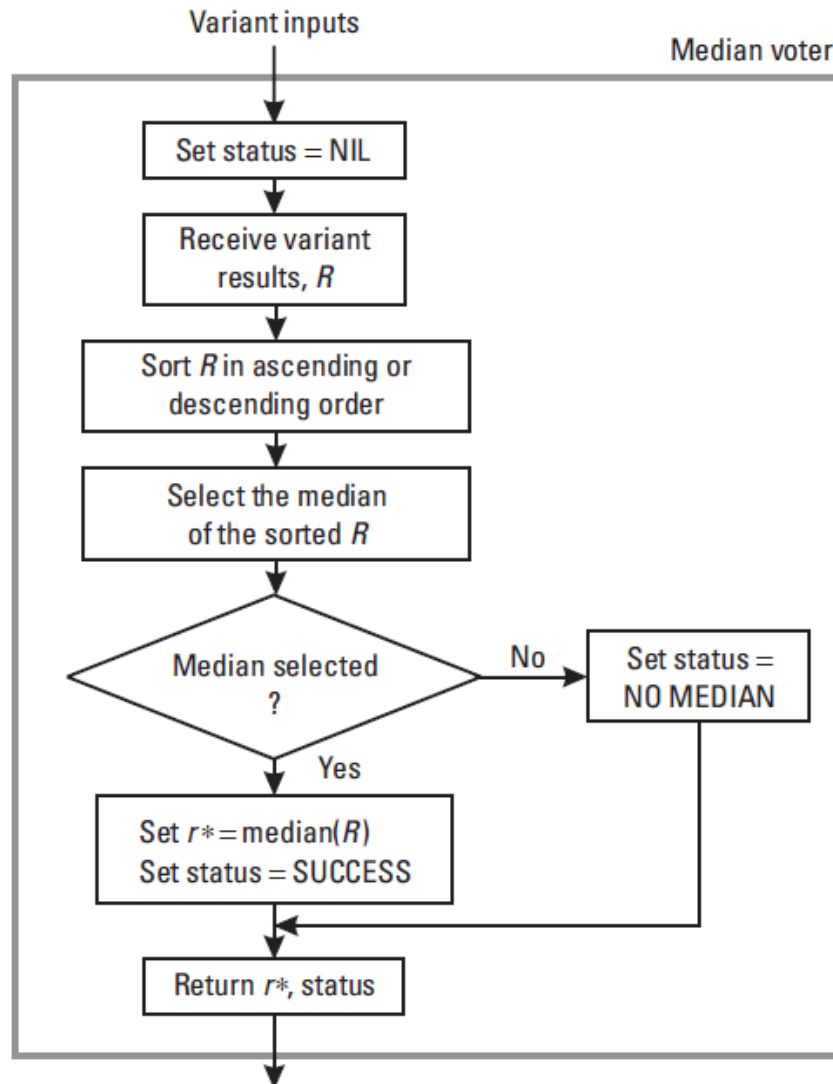 Variant inputs
Median voter
Set status = NIL
Receive variant
results, R
Sort R in ascending or
descending order
Select the median
of the sorted R
Median selected
?
No
Set status =
NO MEDIAN
Yes
Set r* = median(R)
Set status = SUCCESS
Return r*, status